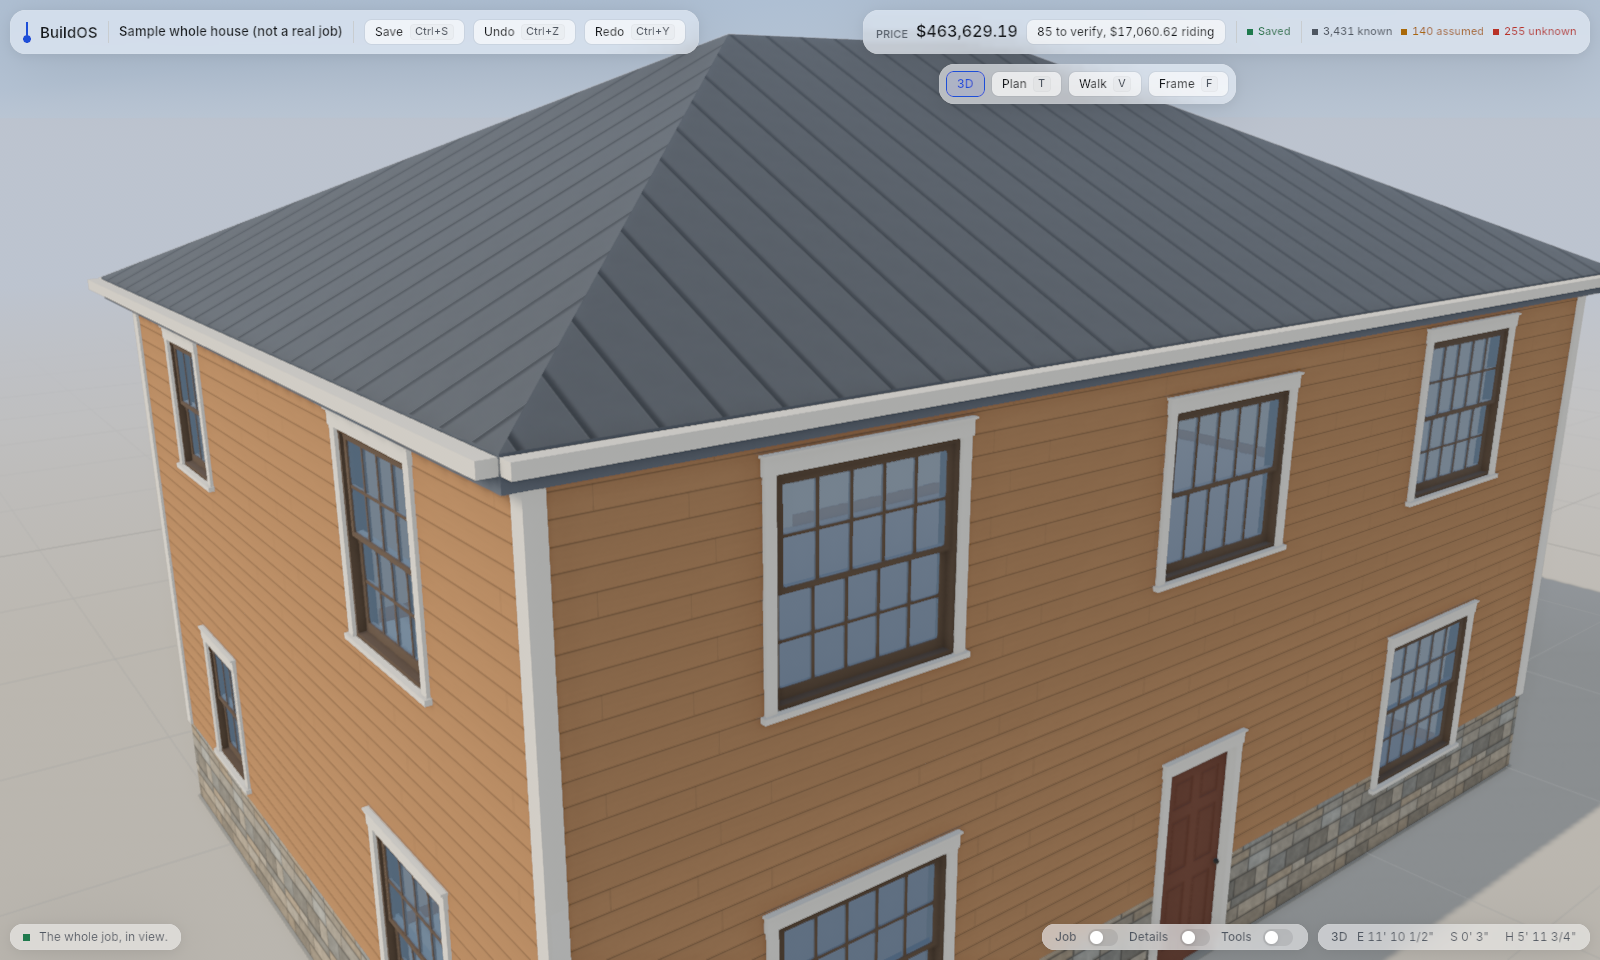 BuildOS Sample whole house (not a real job) Save Ctrl+S Undo Ctrl+Z Redo Ctrl+Y
PRICE $463,629.19 85 to verify, $17,060.62 riding Saved 3,431 known 140 assumed 255 unknown
3D Plan T Walk V Frame F
The whole job, in view.
Job Details Tools
3D E 11' 10 1/2" S 0' 3" H 5' 11 3/4"